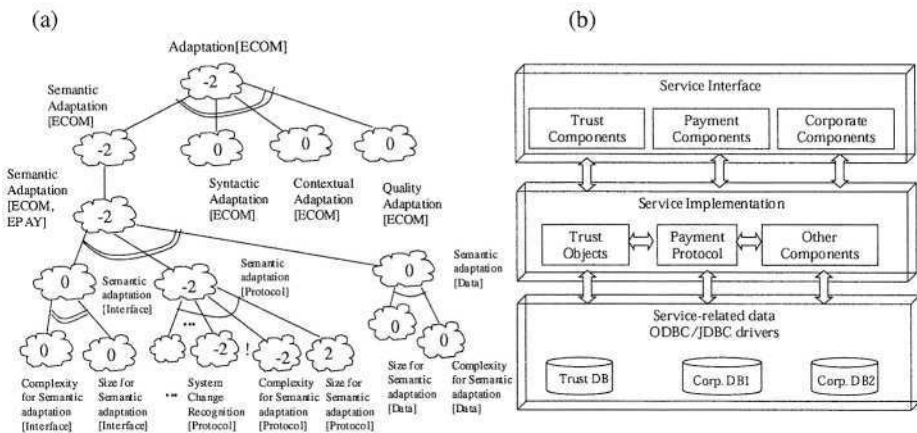 (a)
Adaptation[ECOM]
-2
Semantic
Adaptation
[ECOM]
-2
0
0
0
Syntactic
Adaptation
[ECOM]
Contextual
Adaptation
[ECOM]
Quality
Adaptation
[ECOM]
Semantic
Adaptation
[ECOM,
EPAY]
-2
0
Semantic
adaptation
[Interface]
-2
Semantic
adaptation
[Protocol]
0
Semantic
adaptation
[Data]
0
0
...
-2
!
-2
2
0
0
Complexity
for Semantic
adaptation
[Interface]
Size for
Semantic
adaptation
[Interface]
...
System
Change
Recognition
[Protocol]
Complexity for
Semantic
adaptation
[Protocol]
Size for
Semantic
adaptation
[Protocol]
Size for
Semantic
adaptation
[Data]
Complexity for
Semantic
adaptation
[Data]
(b)
Service Interface
Trust
Components
Payment
Components
Corporate
Components
Service Implementation
Trust
Objects
Payment
Protocol
Other
Components
Service-related data
ODBC/JDBC drivers
Trust DB
Corp. DB1
Corp. DB2